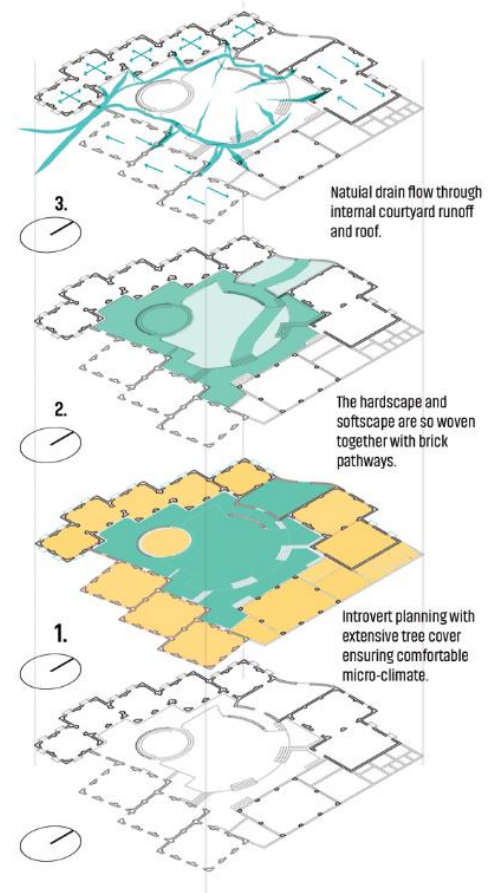 3.
Natuial drain flow through
internal courtyard runoff
and roof.
2.
The hardscape and
softscape are so woven
together with brick
pathways.
1.
Introvert planning with
extensive tree cover
ensuring comfortable
micro-climate.